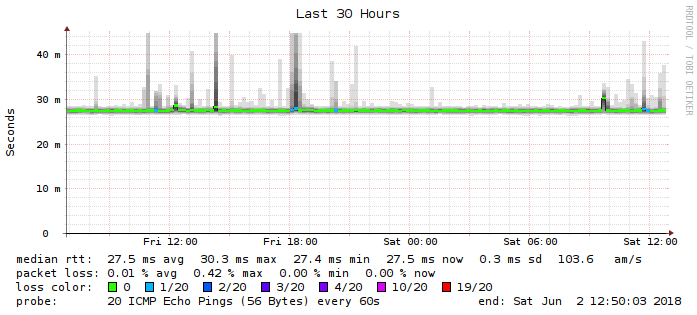 Last 30 Hours
RRDTOOL / TOBI OETIKER
Seconds
40 m
30 m
20 m
10 m
0
Fri 12:00 Fri 18:00 Sat 00:00 Sat 06:00 Sat 12:00
median rtt: 27.5 ms avg 30.3 ms max 27.4 ms min 27.5 ms now 0.3 ms sd 103.6 am/s
packet loss: 0.01 % avg 0.42 % max 0.00 % min 0.00 % now
loss color: 0 1/20 2/20 3/20 4/20 10/20 19/20
probe: 20 ICMP Echo Pings (56 Bytes) every 60s end: Sat Jun 2 12:50:03 2018